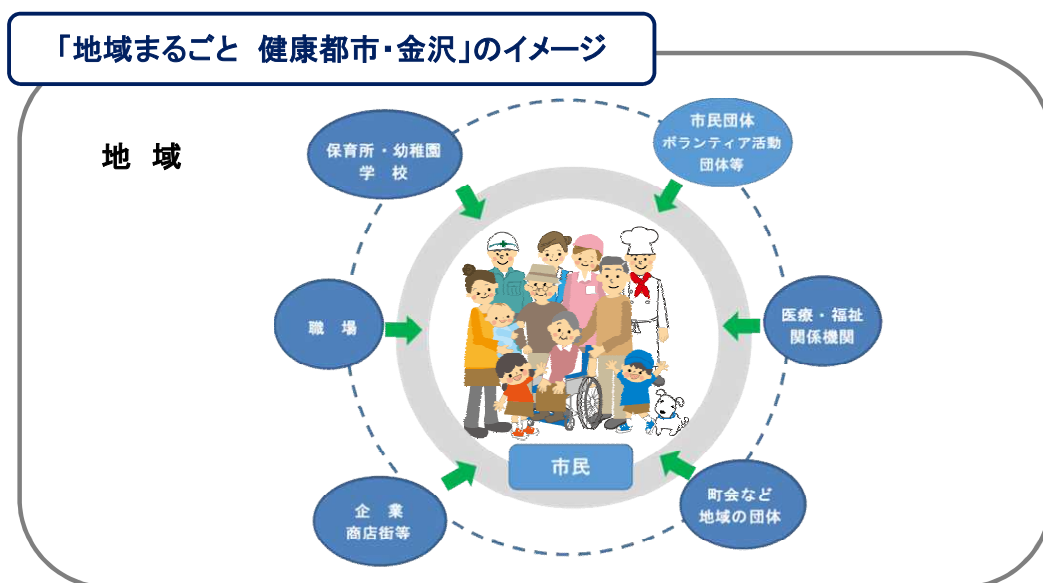 「地域まるごと 健康都市・金沢」のイメージ
地 域
保育所・幼稚園
学 校
市民団体
ボランティア活動
団体等
職 場
医療・福祉
関係機関
市民
企 業
商店街等
町会など
地域の団体